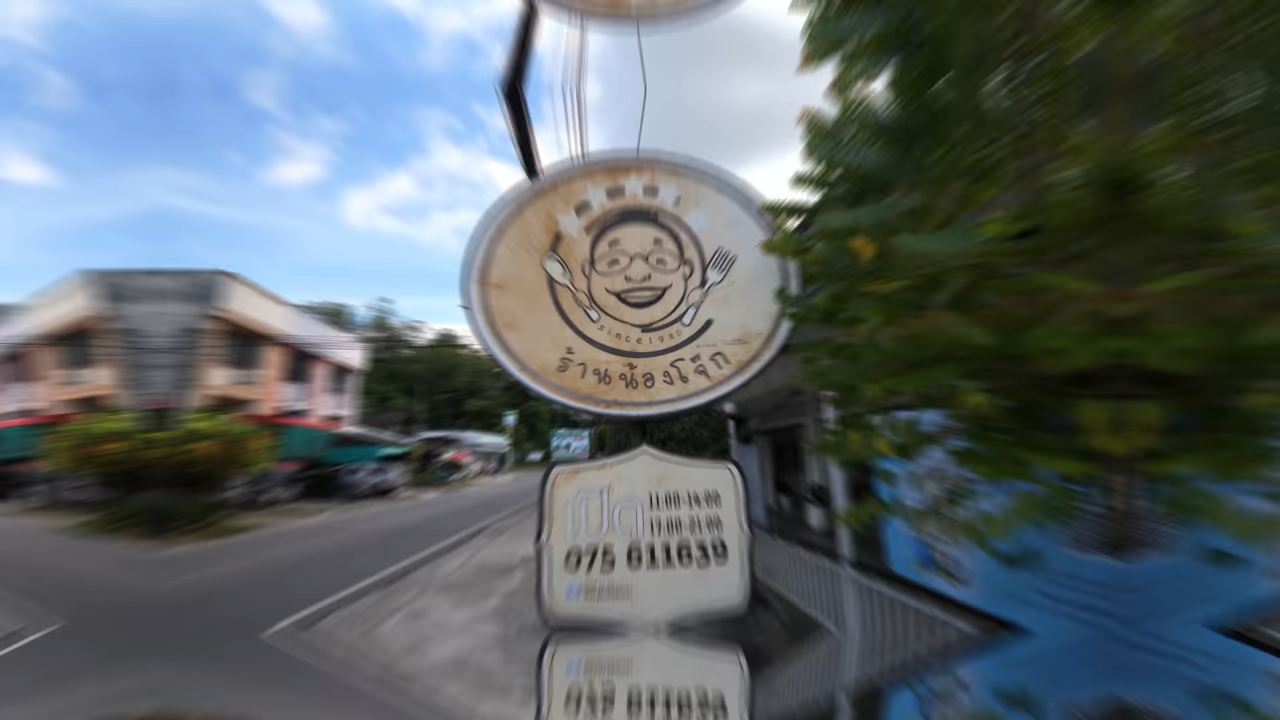 since1980
ร้านน้องโจ๊ก
เปิด 11:00-14:00
17:00-21:00
075 611639